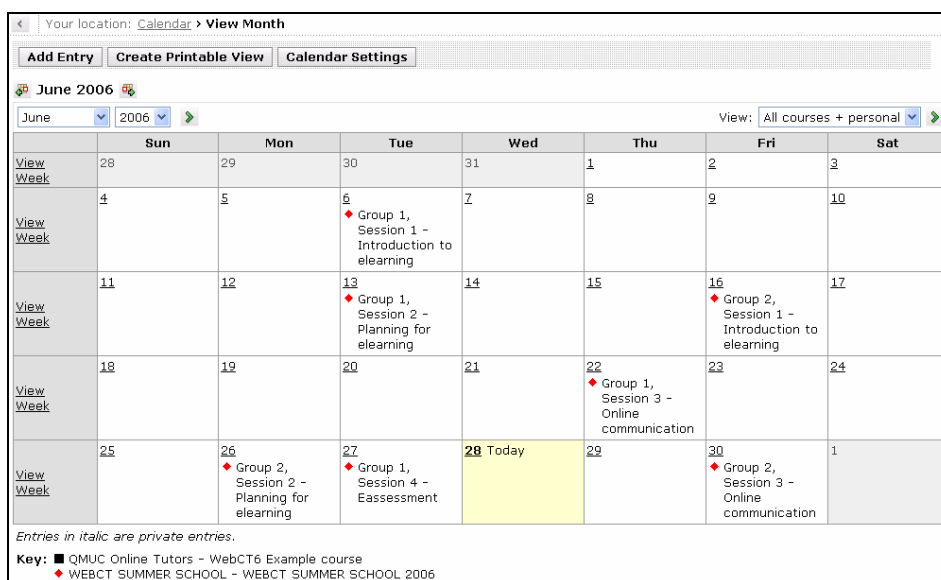 Your location: Calendar › View Month
Add Entry Create Printable View Calendar Settings
June 2006
June 2006 View: All courses + personal
Sun Mon Tue Wed Thu Fri Sat
View Week 28 29 30 31 1 2 3
View Week 4 5 6 7 8 9 10
Group 1,
Session 1 -
Introduction to
elearning
View Week 11 12 13 14 15 16 17
Group 1,
Session 2 -
Planning for
elearning
Group 2,
Session 1 -
Introduction to
elearning
View Week 18 19 20 21 22 23 24
Group 1,
Session 3 -
Online
communication
View Week 25 26 27 28 Today 29 30 1
Group 2,
Session 2 -
Planning for
elearning
Group 1,
Session 4 -
Eassessment
Group 2,
Session 3 -
Online
communication
Entries in italic are private entries.
Key: ■ QMUC Online Tutors - WebCT6 Example course
♦ WEBCT SUMMER SCHOOL - WEBCT SUMMER SCHOOL 2006